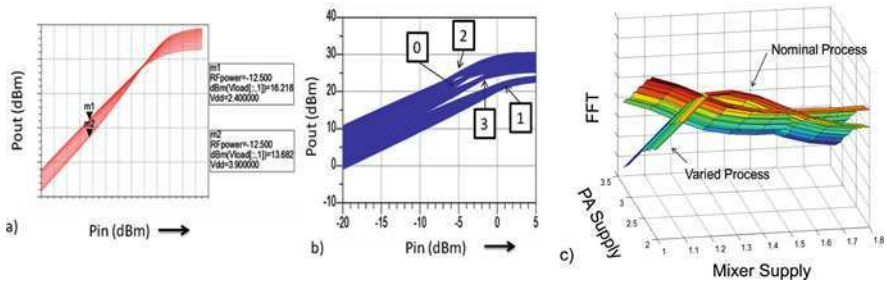 Pout (dBm)
m1
m2
m1
RFpower=-12.500
dBm(Vload[:,1])=16.218
Vdd=2.400000
m2
RFpower=-12.500
dBm(Vload[:,1])=13.682
Vdd=3.900000
a)
Pin (dBm)
Pout (dBm)
40
30
20
10
0
-10
-20
-15
-10
-5
0
5
0
2
3
1
b)
Pin (dBm)
FFT
Nominal Process
Varied Process
3.5
3
2.5
2
PA Supply
1
1.1
1.2
1.3
1.4
1.5
1.6
1.7
1.8
c)
Mixer Supply